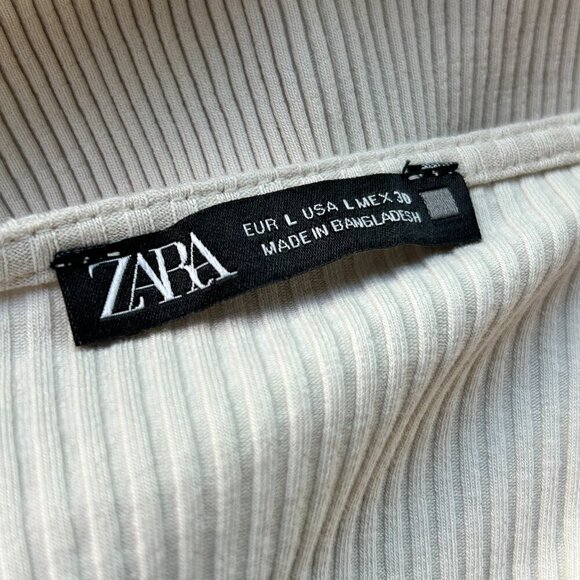 ZARA
EUR L USA L MEX 30
MADE IN BANGLADESH